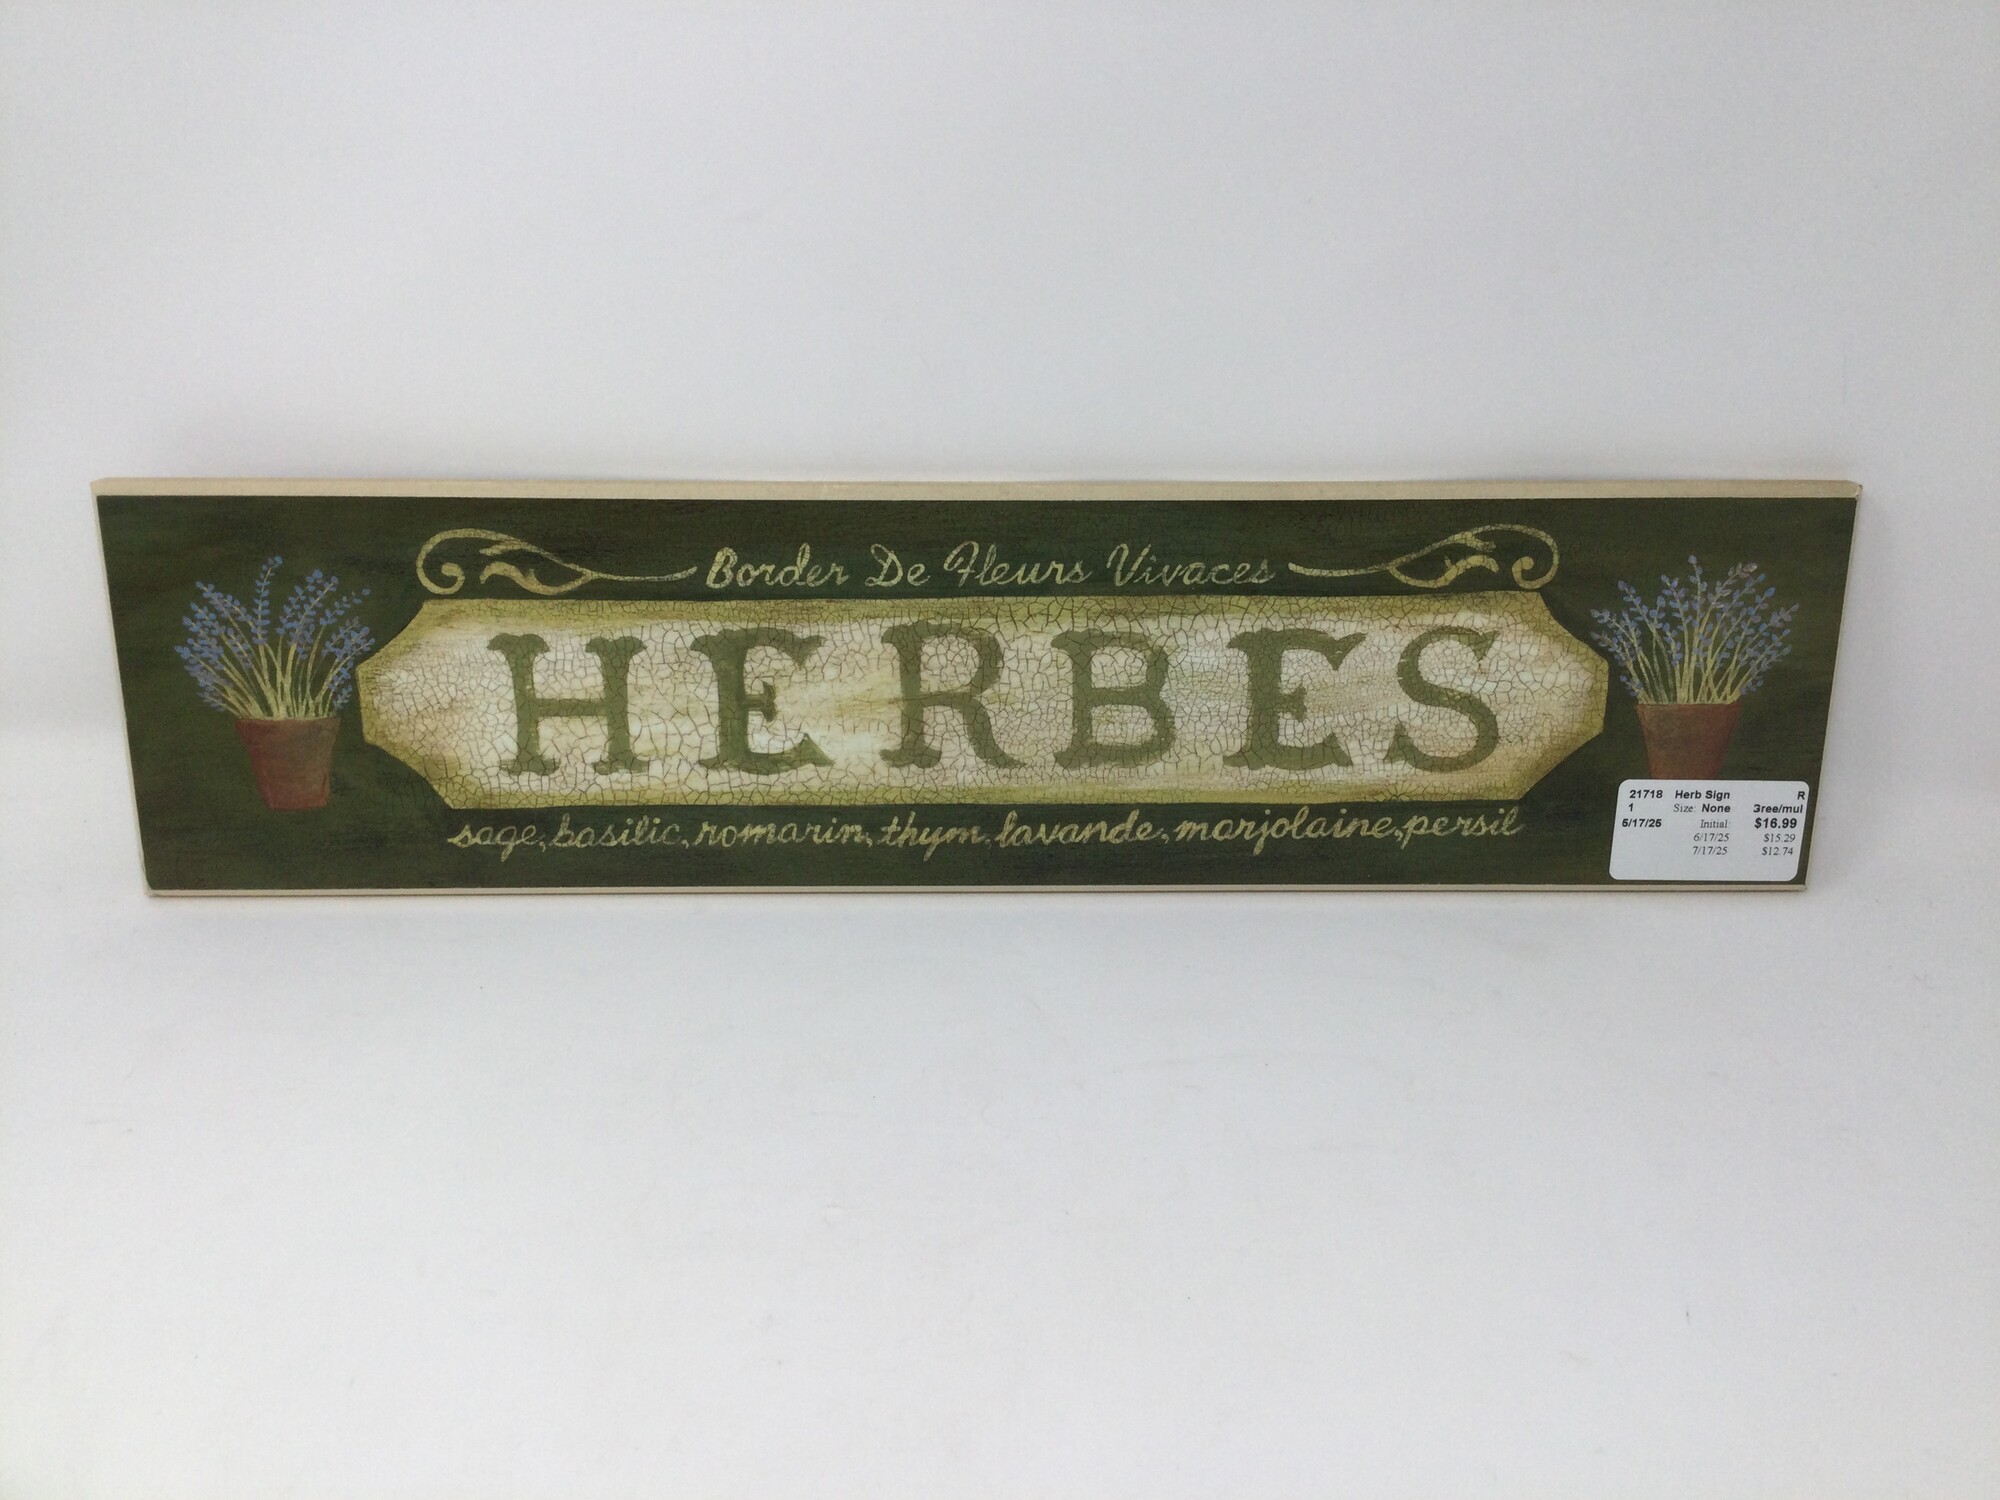 Border De Fleurs Vivaces
HERBES
sage, basilic, romarin, thym, lavande, marjolaine, persil
21718 Herb Sign R
1 Size: None Gree/mul
5/17/25 Initial: $16.99
6/17/25 $15.29
7/17/25 $12.74